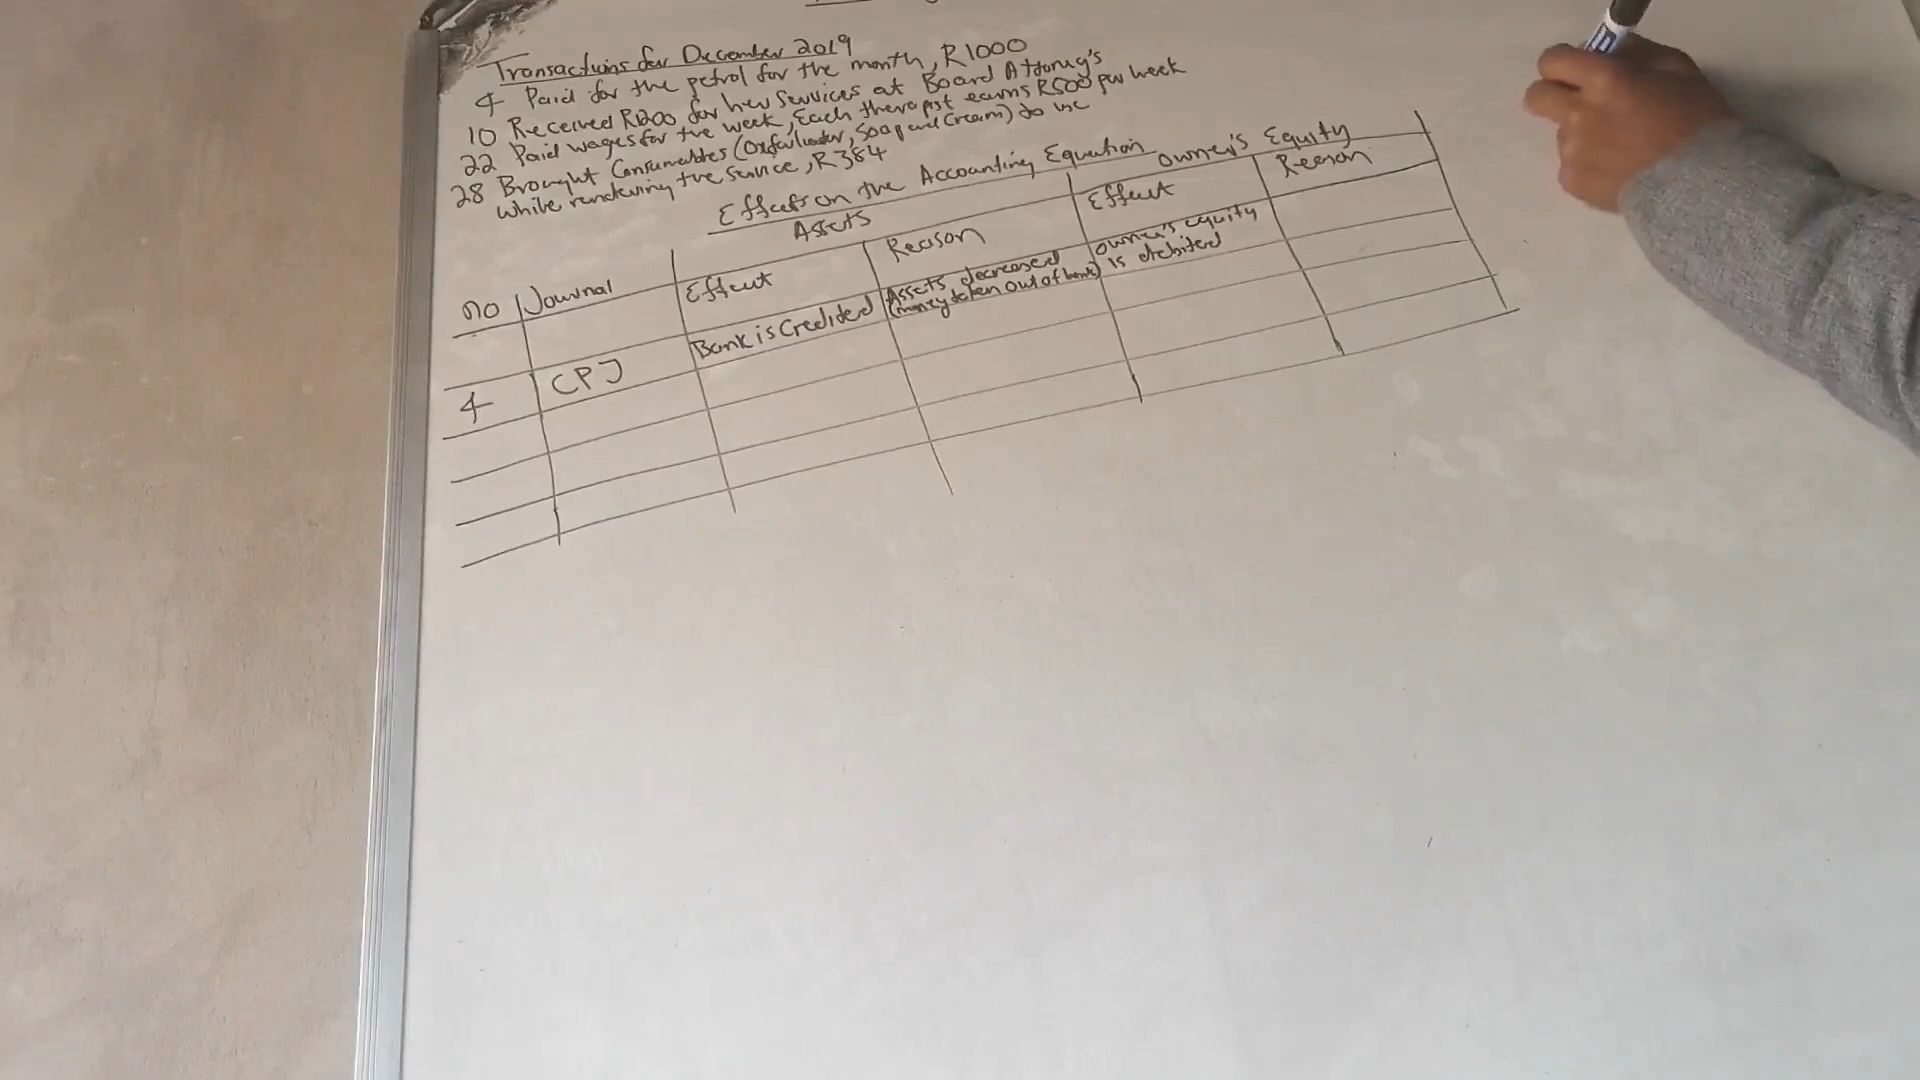 Transactions for December 2019
4 Paid for the petrol for the month, R1000
10 Received R1200 for her services at Board Attorney's
22 Paid wages for the week, Each therapist earns R500 per week
28 Brought Consumables ( Soap and Cream) to use
while rendering the service, R384
Effects on the Accounting Equation
Assets Owner's Equity
no Journal Effect Reason Effect Reason
4 CPJ Bank is Credited Assets decreased owner's equity
(money taken out of bank) is debited